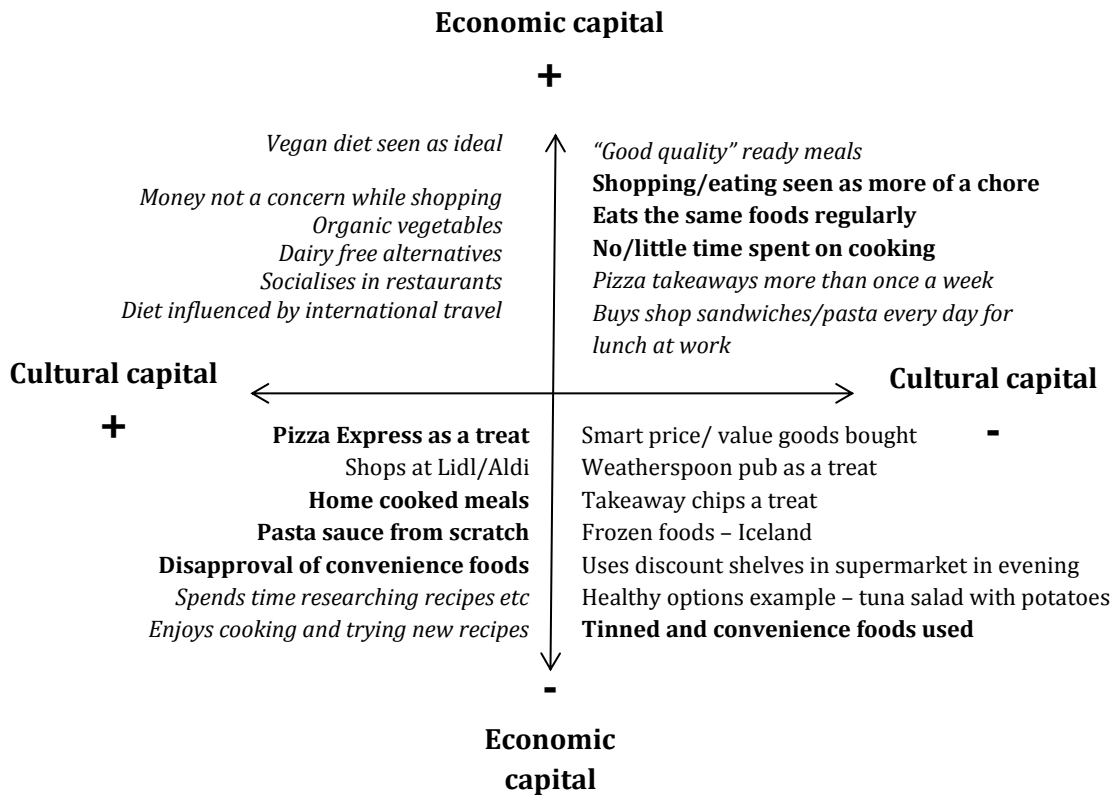 Economic capital
+
Vegan diet seen as ideal
Money not a concern while shopping
Organic vegetables
Dairy free alternatives
Socialises in restaurants
Diet influenced by international travel
“Good quality” ready meals
Shopping/eating seen as more of a chore
Eats the same foods regularly
No/little time spent on cooking
Pizza takeaways more than once a week
Buys shop sandwiches/pasta every day for
lunch at work
Cultural capital
+
Cultural capital
-
Pizza Express as a treat
Shops at Lidl/Aldi
Home cooked meals
Pasta sauce from scratch
Disapproval of convenience foods
Spends time researching recipes etc
Enjoys cooking and trying new recipes
Smart price/ value goods bought
Weatherspoon pub as a treat
Takeaway chips a treat
Frozen foods – Iceland
Uses discount shelves in supermarket in evening
Healthy options example – tuna salad with potatoes
Tinned and convenience foods used
-
Economic
capital